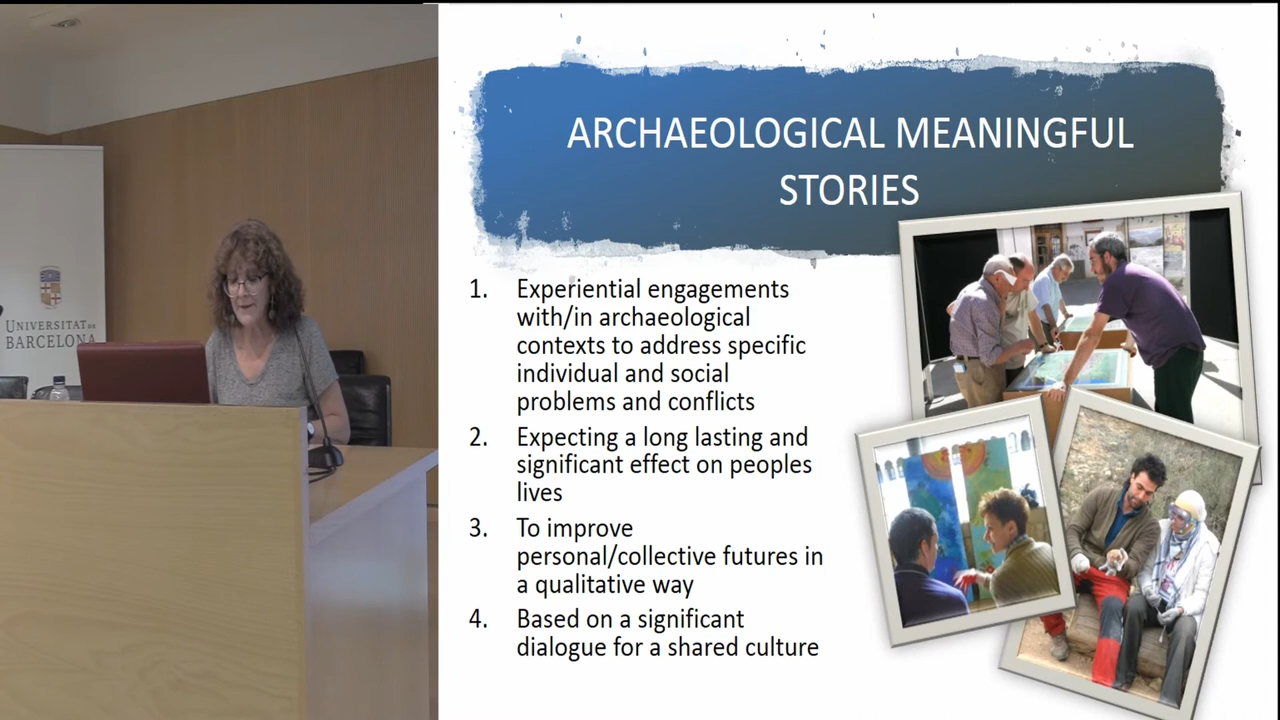 UNIVERSITAT DE
BARCELONA
ARCHAEOLOGICAL MEANINGFUL
STORIES
1. Experiential engagements
with/in archaeological
contexts to address specific
individual and social
problems and conflicts
2. Expecting a long lasting and
significant effect on peoples
lives
3. To improve
personal/collective futures in
a qualitative way
4. Based on a significant
dialogue for a shared culture